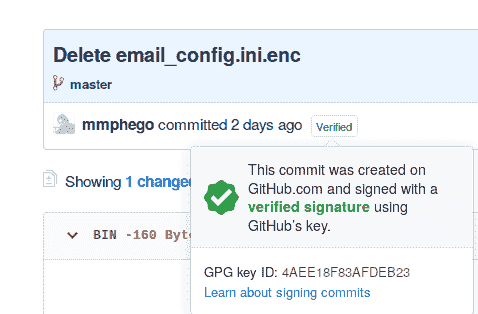 Delete email_config.ini.enc
master
mmphego committed 2 days ago Verified
This commit was created on
GitHub.com and signed with a
verified signature using
GitHub's key.
Showing 1 changed
BIN -160 Byte
GPG key ID: 4AEE18F83AFDEB23
Learn about signing commits